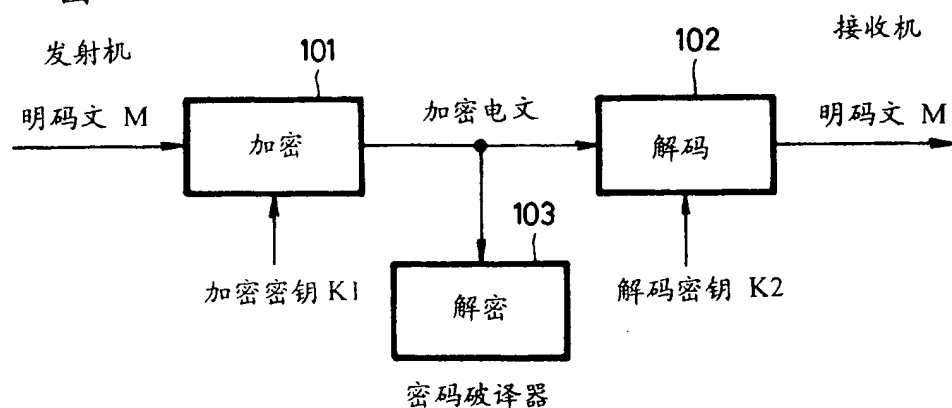 发射机
101
102
接收机
明码文 M
加密
加密电文
解码
明码文 M
103
加密密钥 K1
解密
解码密钥 K2
密码破译器